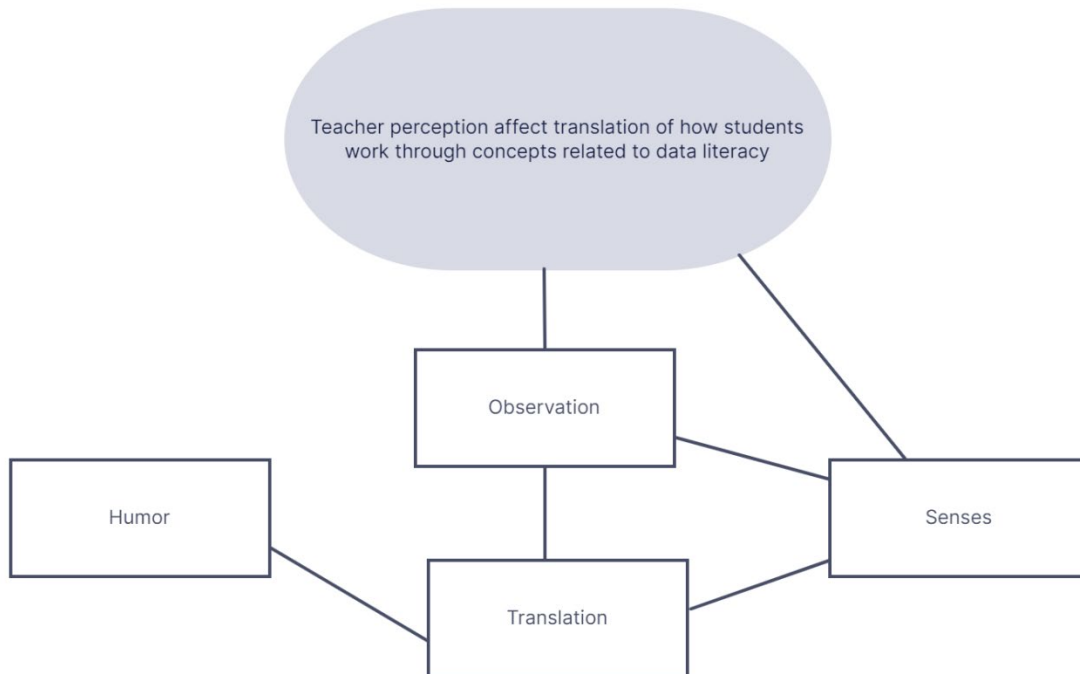 Teacher perception affect translation of how students
work through concepts related to data literacy
Observation
Humor
Senses
Translation